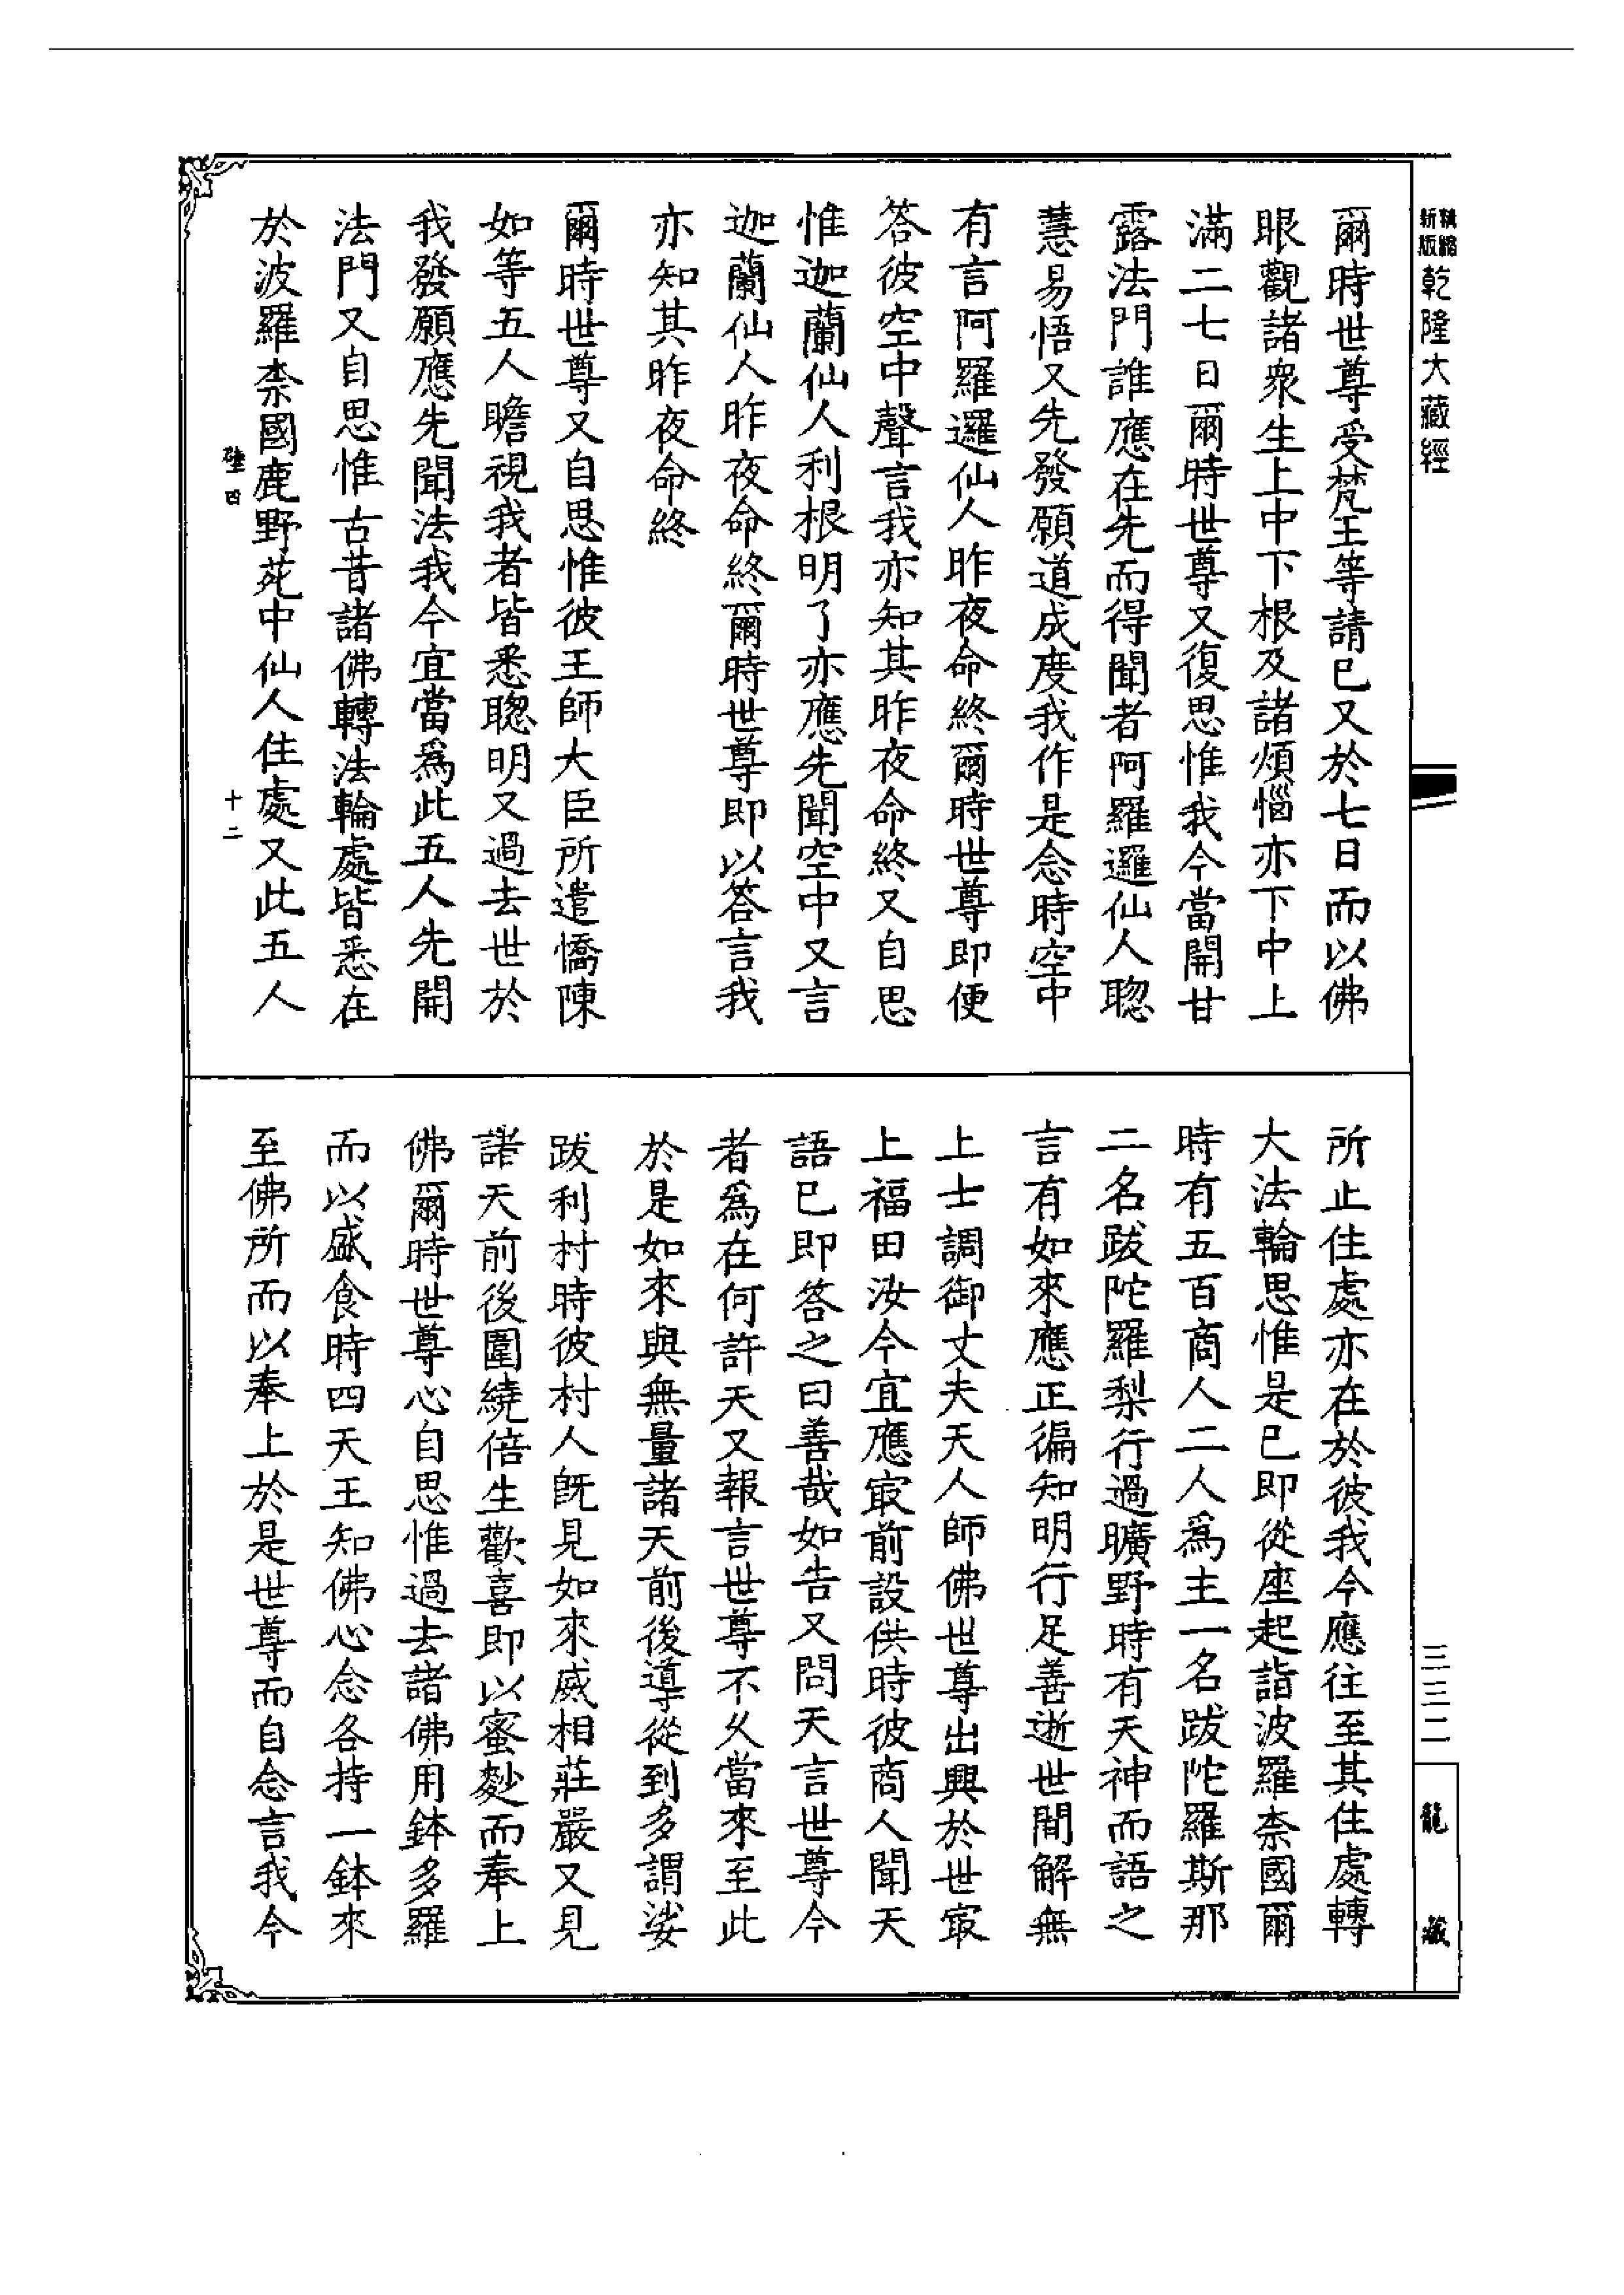 精縮
新版
乾隆大藏經
爾時世尊受梵王等請已又於七日而以佛
眼觀諸衆生上中下根及諸煩惱亦下中上
滿二七日爾時世尊又復思惟我今當開甘
露法門誰應在先而得聞者阿羅邏仙人聰
慧易悟又先發願道成度我作是念時空中
有言阿羅邏仙人昨夜命終爾時世尊即便
答彼空中聲言我亦知其昨夜命終又自思
惟迦蘭仙人利根明了亦應先聞空中又言
迦蘭仙人昨夜命終爾時世尊即以答言我
亦知其昨夜命終
爾時世尊又自思惟彼王師大臣所遣憍陳
如等五人瞻視我者皆悉聰明又過去世於
我發願應先聞法我今宜當爲此五人先開
法門又自思惟古昔諸佛轉法輪處皆悉在
於波羅柰國鹿野苑中仙人住處又此五人
璧四
十二
所止住處亦在於彼我今應往至其住處轉
大法輪思惟是已即從座起詣波羅柰國爾
時有五百商人二人爲主一名跋陀羅斯那
二名跋陀羅梨行過曠野時有天神而語之
言有如來應正徧知明行足善逝世間解無
上士調御丈夫天人師佛世尊出興於世㝡
上福田汝今宜應㝡前設供時彼商人聞天
語已即答之曰善哉如告又問天言世尊今
者爲在何許天又報言世尊不久當來至此
於是如來與無量諸天前後導從到多謂娑
跋利村時彼村人旣見如來威相莊嚴又見
諸天前後圍繞倍生歡喜即以蜜麨而奉上
佛爾時世尊心自思惟過去諸佛用鉢多羅
而以盛食時四天王知佛心念各持一鉢來
至佛所而以奉上於是世尊而自念言我今
三三二
龍藏